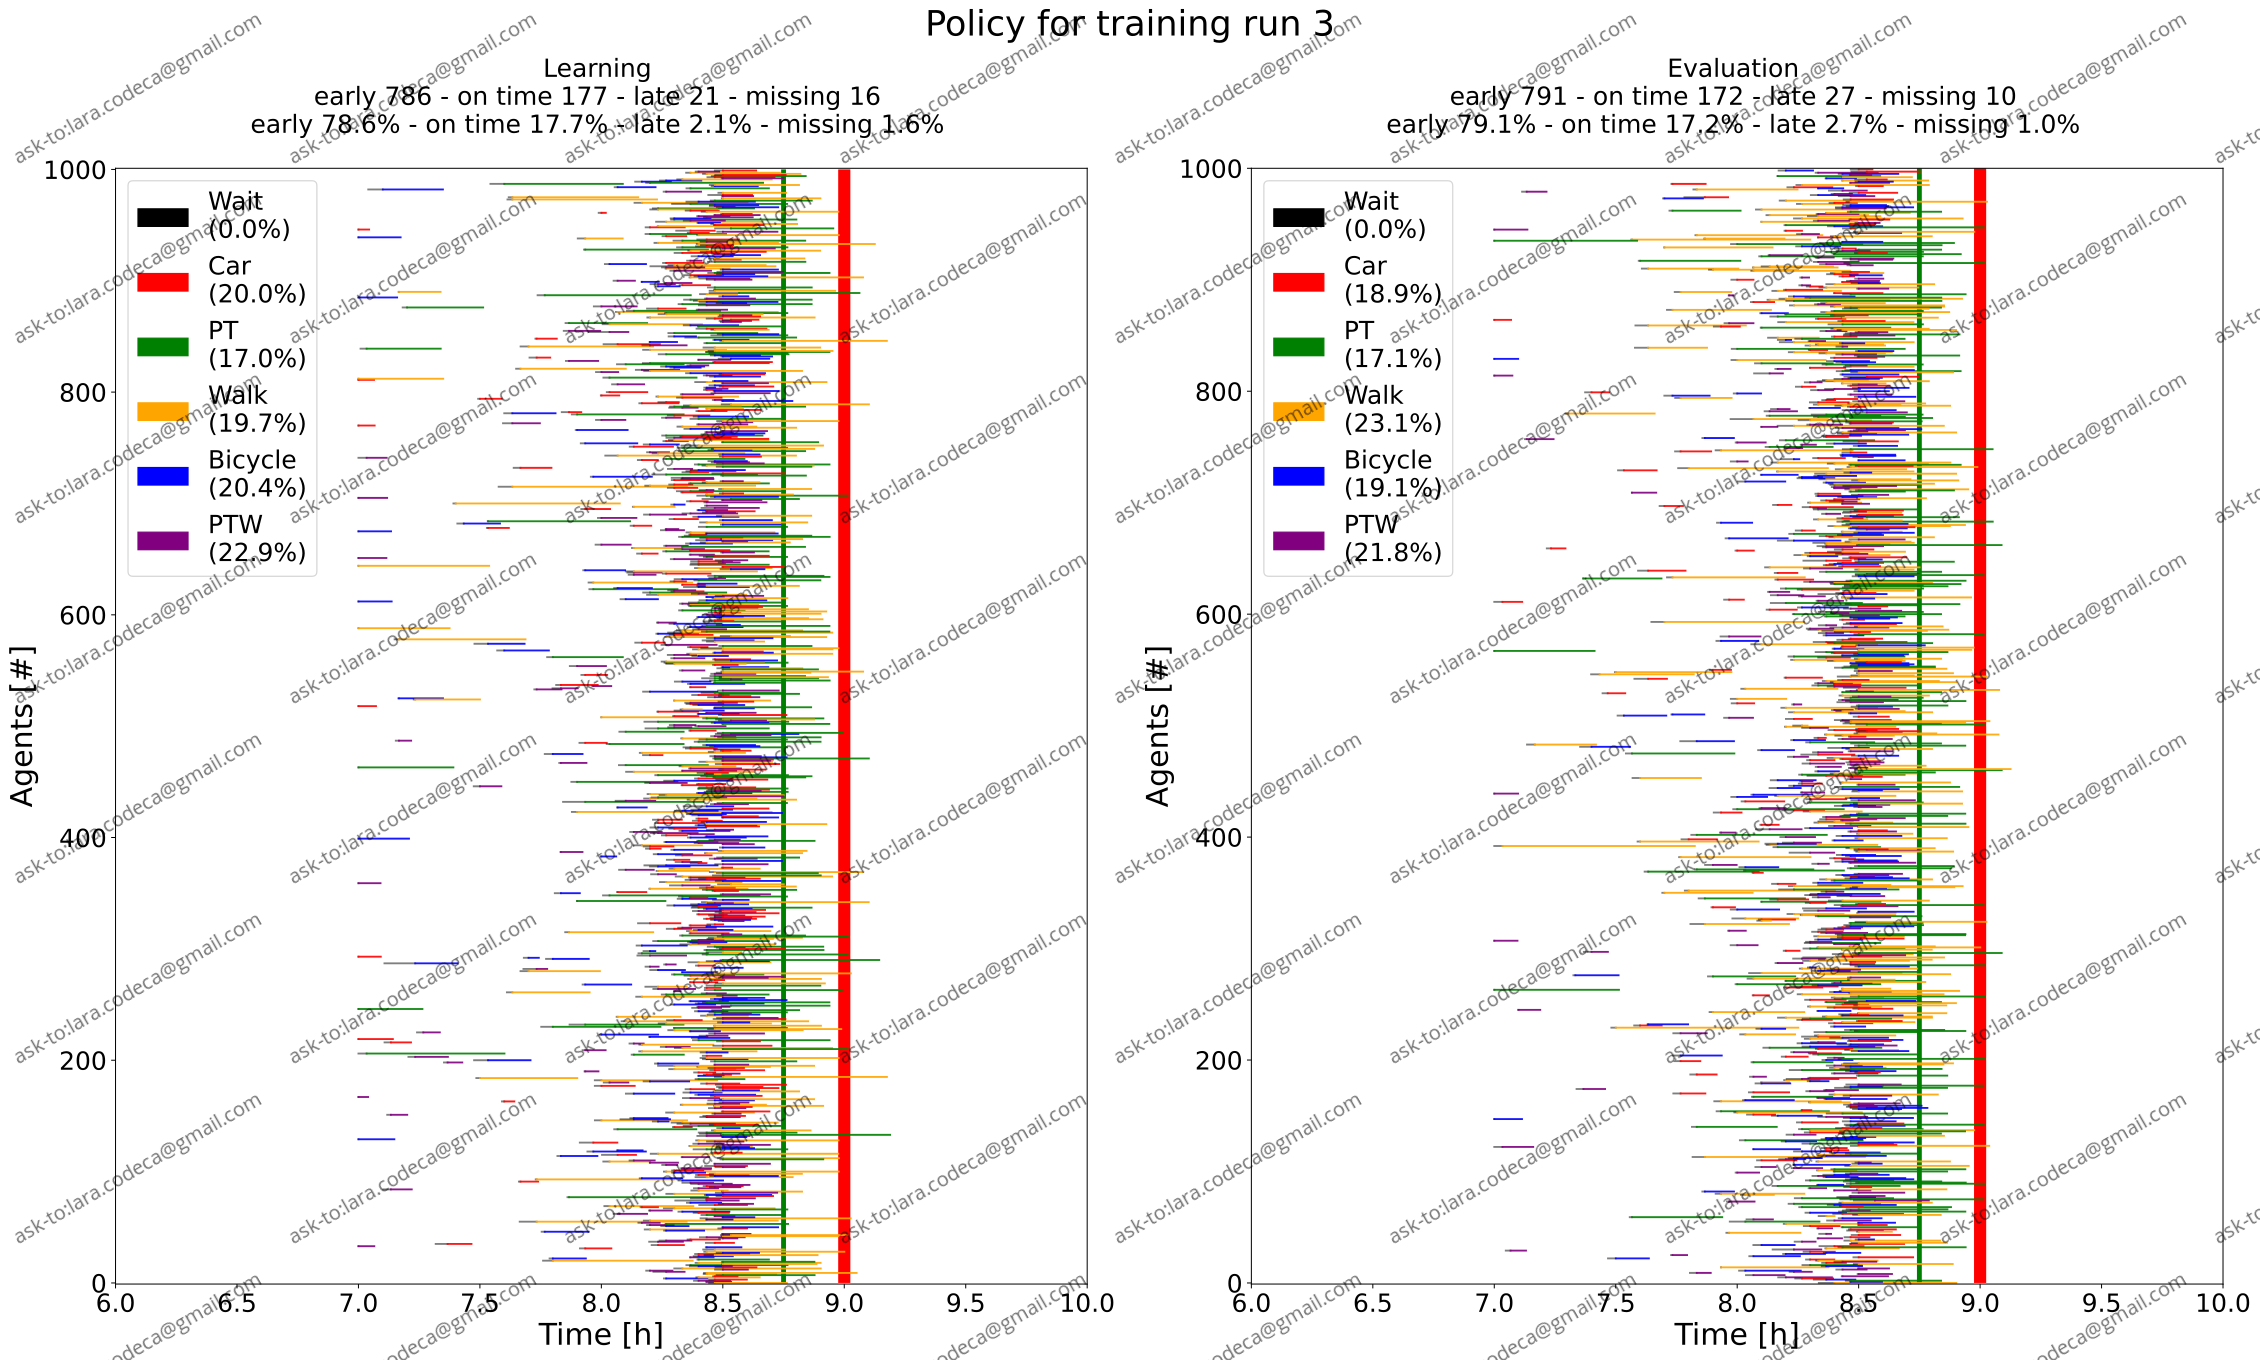 Policy for training run 3
Learning
early 786 - on time 177 - late 21 - missing 16
early 78.6% - on time 17.7% - late 2.1% - missing 1.6%
1000
800
600
400
200
0
Agents [#]
Wait
(0.0%)
Car
(20.0%)
PT
(17.0%)
Walk
(19.7%)
Bicycle
(20.4%)
PTW
(22.9%)
6.0 6.5 7.0 7.5 8.0 8.5 9.0 9.5 10.0
Time [h]
Evaluation
early 791 - on time 172 - late 27 - missing 10
early 79.1% - on time 17.2% - late 2.7% - missing 1.0%
1000
800
600
400
200
0
Agents [#]
Wait
(0.0%)
Car
(18.9%)
PT
(17.1%)
Walk
(23.1%)
Bicycle
(19.1%)
PTW
(21.8%)
6.0 6.5 7.0 7.5 8.0 8.5 9.0 9.5 10.0
Time [h]
ask-to:lara.codeca@gmail.com